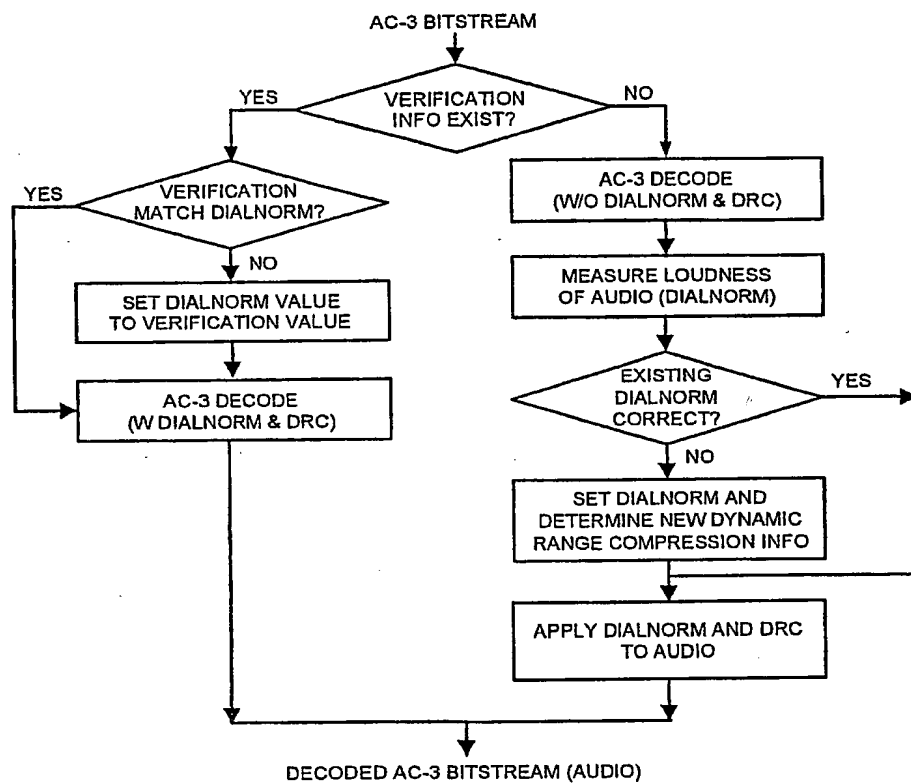 AC-3 BITSTREAM
YES
VERIFICATION
INFO EXIST?
NO
YES
VERIFICATION
MATCH DIALNORM?
NO
SET DIALNORM VALUE
TO VERIFICATION VALUE
AC-3 DECODE
(W DIALNORM & DRC)
AC-3 DECODE
(W/O DIALNORM & DRC)
MEASURE LOUDNESS
OF AUDIO (DIALNORM)
EXISTING
DIALNORM
CORRECT?
YES
NO
SET DIALNORM AND
DETERMINE NEW DYNAMIC
RANGE COMPRESSION INFO
APPLY DIALNORM AND DRC
TO AUDIO
DECODED AC-3 BITSTREAM (AUDIO)